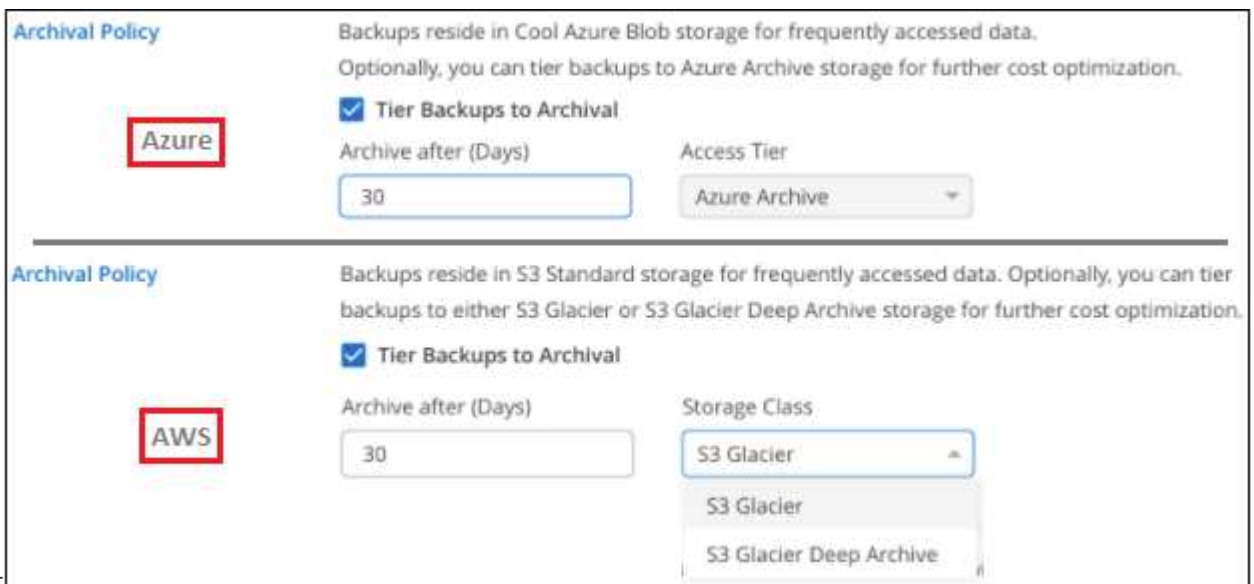 Archival Policy
Backups reside in Cool Azure Blob storage for frequently accessed data.
Optionally, you can tier backups to Azure Archive storage for further cost optimization.
Tier Backups to Archival
Azure
Archive after (Days)
Access Tier
30
Azure Archive
Archival Policy
Backups reside in S3 Standard storage for frequently accessed data. Optionally, you can tier
backups to either S3 Glacier or S3 Glacier Deep Archive storage for further cost optimization.
Tier Backups to Archival
AWS
Archive after (Days)
Storage Class
30
S3 Glacier
S3 Glacier
S3 Glacier Deep Archive